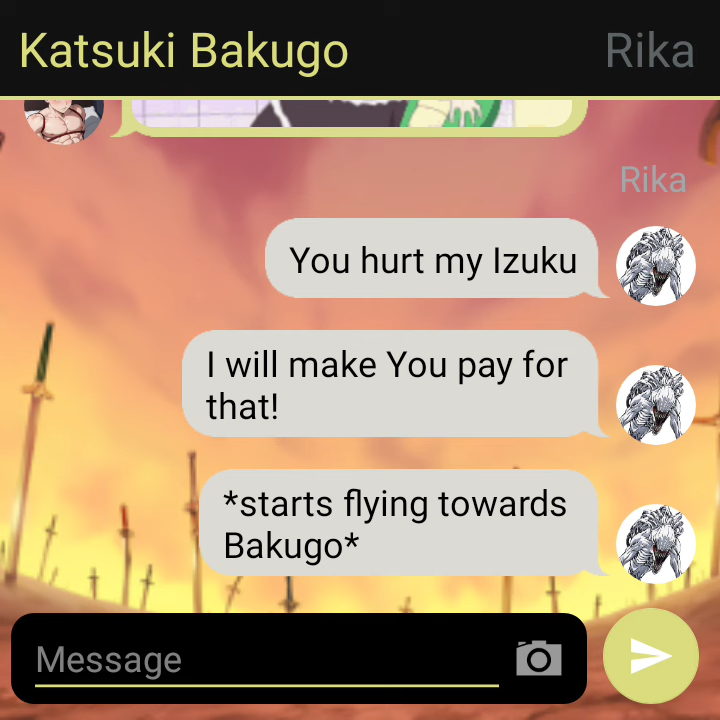 Katsuki Bakugo
Rika
Rika
You hurt my Izuku
I will make You pay for
that!
*starts flying towards
Bakugo*
Message